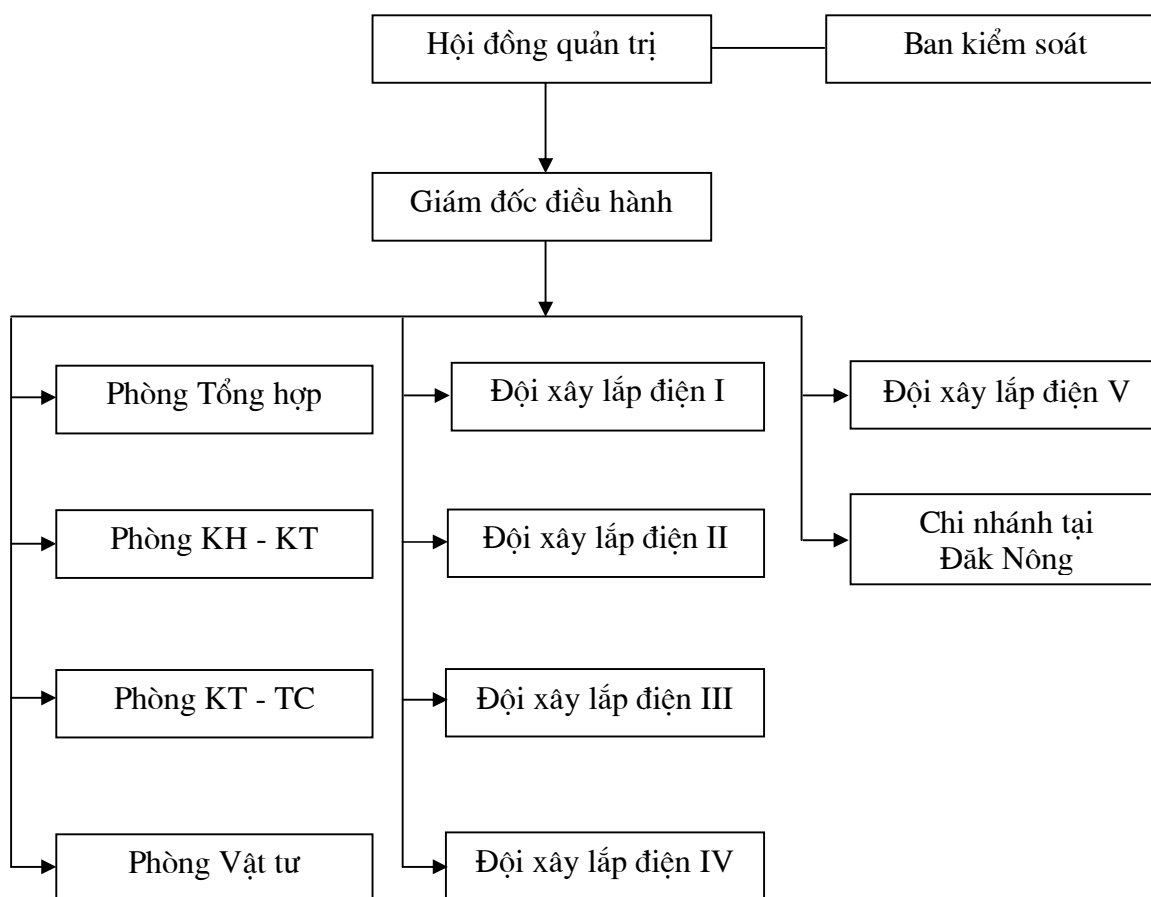 Hội đồng quản trị
Ban kiểm soát
Giám đốc điều hành
Phòng Tổng hợp
Đội xây lắp điện I
Đội xây lắp điện V
Phòng KH - KT
Đội xây lắp điện II
Chi nhánh tại
Đăk Nông
Phòng KT - TC
Đội xây lắp điện III
Phòng Vật tư
Đội xây lắp điện IV